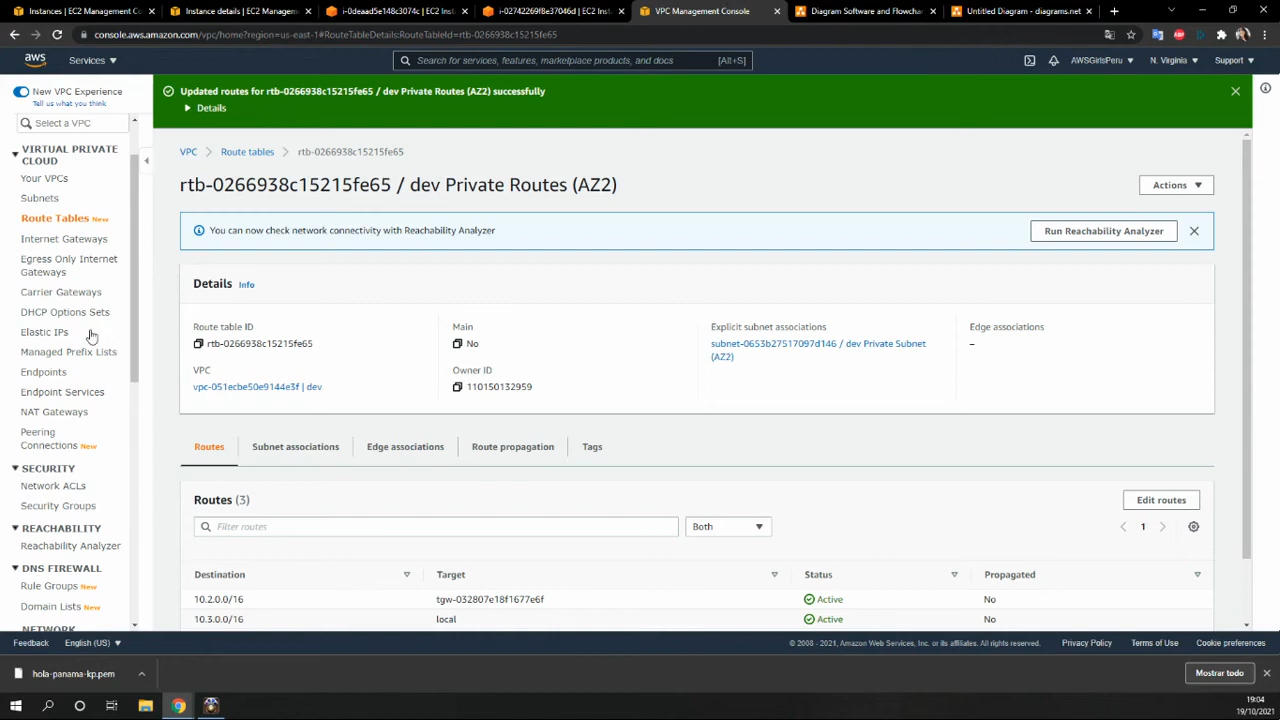 Instances | EC2 Management Co
Instance details | EC2 Manageme
i-0deaad5e148c3074c | EC2 Inst
i-02742269f8e37046d | EC2 Inst
VPC Management Console
Diagram Software and Flowcha
Untitled Diagram - diagrams.net
console.aws.amazon.com/vpc/home?region=us-east-1#RouteTableDetails:RouteTableId=rtb-0266938c15215fe65
aws
Services
Search for services, features, marketplace products, and docs
[Alt+S]
AWSGirlsPeru
N. Virginia
Support
New VPC Experience
Tell us what you think
Select a VPC
VIRTUAL PRIVATE
CLOUD
Your VPCs
Subnets
Route Tables New
Internet Gateways
Egress Only Internet
Gateways
Carrier Gateways
DHCP Options Sets
Elastic IPs
Managed Prefix Lists
Endpoints
Endpoint Services
NAT Gateways
Peering
Connections New
SECURITY
Network ACLs
Security Groups
REACHABILITY
Reachability Analyzer
DNS FIREWALL
Rule Groups New
Domain Lists New
NETWORK
Updated routes for rtb-0266938c15215fe65 / dev Private Routes (AZ2) successfully
Details
VPC > Route tables > rtb-0266938c15215fe65
rtb-0266938c15215fe65 / dev Private Routes (AZ2)
Actions
You can now check network connectivity with Reachability Analyzer
Run Reachability Analyzer
Details Info
Route table ID
rtb-0266938c15215fe65
Main
No
Explicit subnet associations
subnet-0653b27517097d146 / dev Private Subnet
(AZ2)
Edge associations
–
VPC
vpc-051ecbe50e9144e3f | dev
Owner ID
110150132959
Routes
Subnet associations
Edge associations
Route propagation
Tags
Routes (3)
Edit routes
Filter routes
Both
1
Destination
Target
Status
Propagated
10.2.0.0/16
tgw-032807e18f1677e6f
Active
No
10.3.0.0/16
local
Active
No
Feedback
English (US)
© 2008 - 2021, Amazon Web Services, Inc. or its affiliates. All rights reserved.
Privacy Policy
Terms of Use
Cookie preferences
hola-panama-kp.pem
Mostrar todo
19:04
19/10/2021